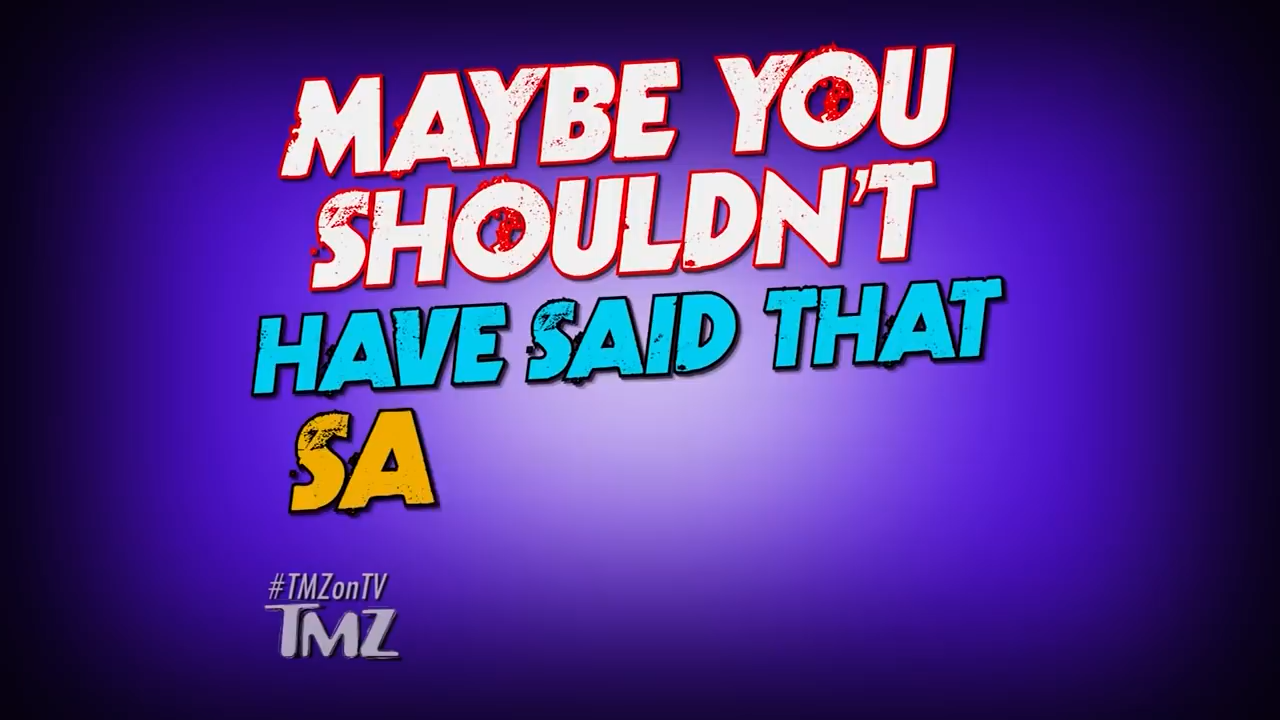 MAYBE YOU
SHOULDN'T
HAVE SAID THAT
SA
#TMZonTV
TMZ